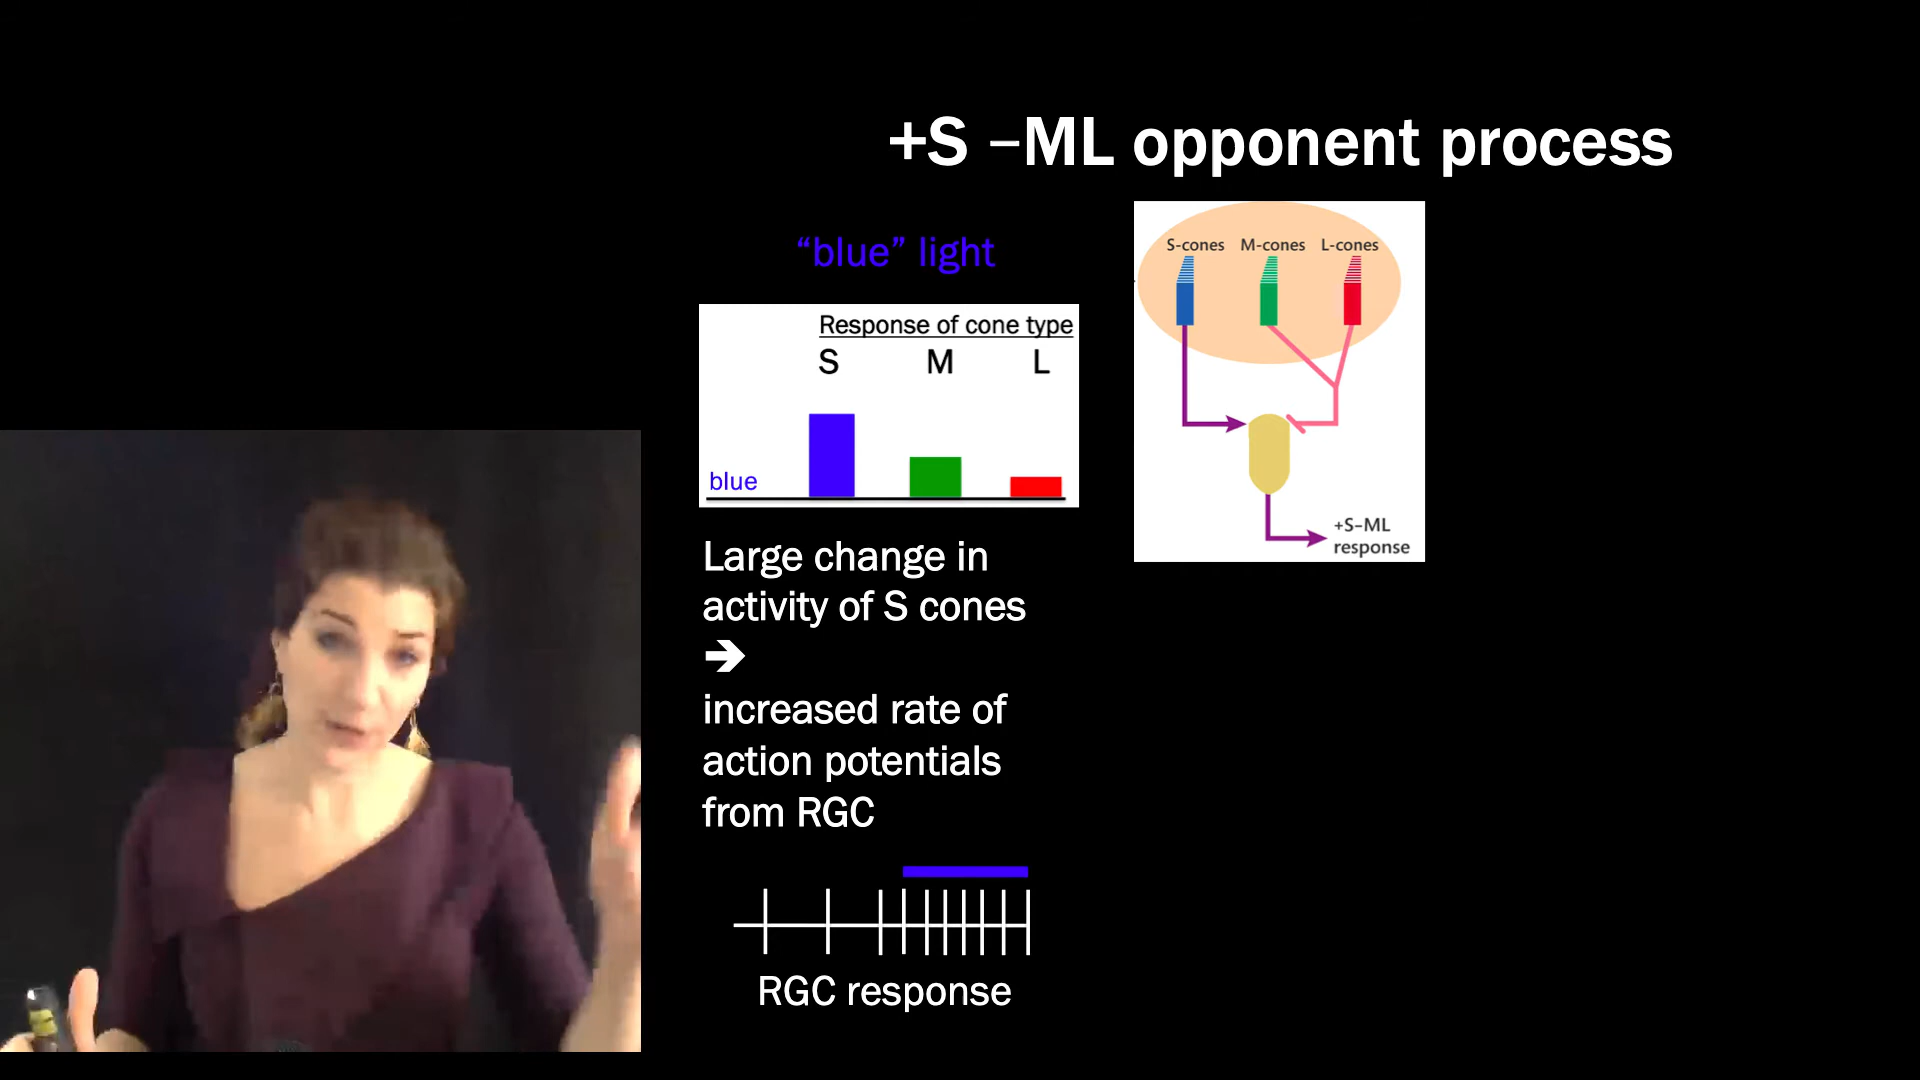 +S –ML opponent process
“blue” light
Response of cone type
S M L
blue
Large change in
activity of S cones
➔
increased rate of
action potentials
from RGC
RGC response
S-cones M-cones L-cones
+S–ML
response